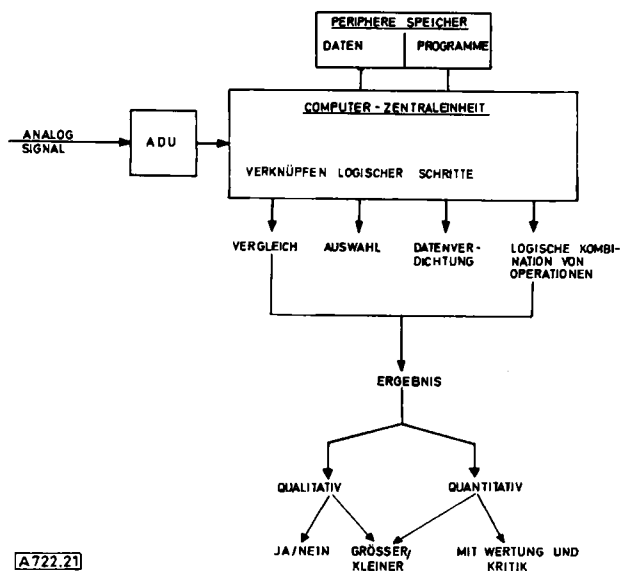 PERIPHERE SPEICHER
DATEN PROGRAMME
COMPUTER - ZENTRALEINHEIT
ANALOG
SIGNAL
ADU
VERKNÜPFEN LOGISCHER SCHRITTE
VERGLEICH
AUSWAHL
DATENVER-
DICHTUNG
LOGISCHE KOMBI-
NATION VON
OPERATIONEN
ERGEBNIS
QUALITATIV
QUANTITATIV
JA/NEIN
GRÖSSER/
KLEINER
MIT WERTUNG UND
KRITIK
A722.21